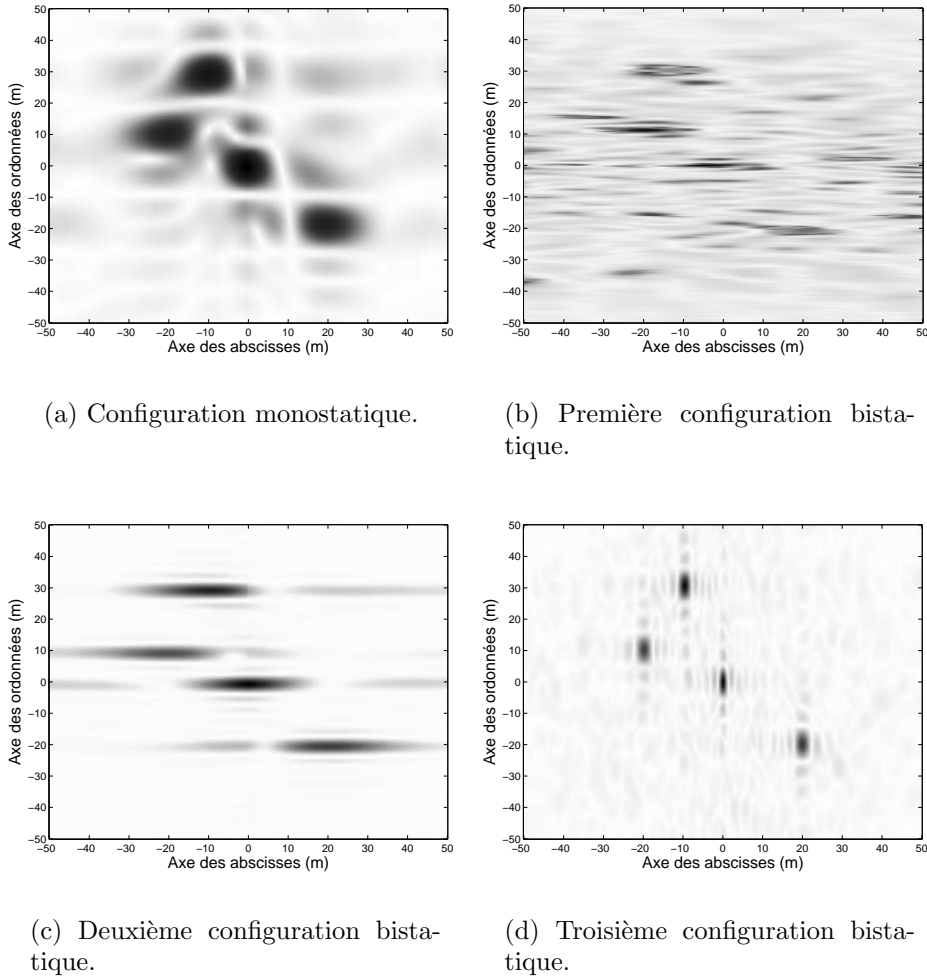 50
40
30
20
10
0
−10
−20
−30
−40
−50
−50 −40 −30 −20 −10 0 10 20 30 40 50
Axe des ordonnées (m)
Axe des abscisses (m)
(a) Configuration monostatique.
50
40
30
20
10
0
−10
−20
−30
−40
−50
−50 −40 −30 −20 −10 0 10 20 30 40 50
Axe des ordonnées (m)
Axe des abscisses (m)
(b) Première configuration bista-
tique.
50
40
30
20
10
0
−10
−20
−30
−40
−50
−50 −40 −30 −20 −10 0 10 20 30 40 50
Axe des ordonnées (m)
Axe des abscisses (m)
(c) Deuxième configuration bista-
tique.
50
40
30
20
10
0
−10
−20
−30
−40
−50
−50 −40 −30 −20 −10 0 10 20 30 40 50
Axe des ordonnées (m)
Axe des abscisses (m)
(d) Troisième configuration bista-
tique.